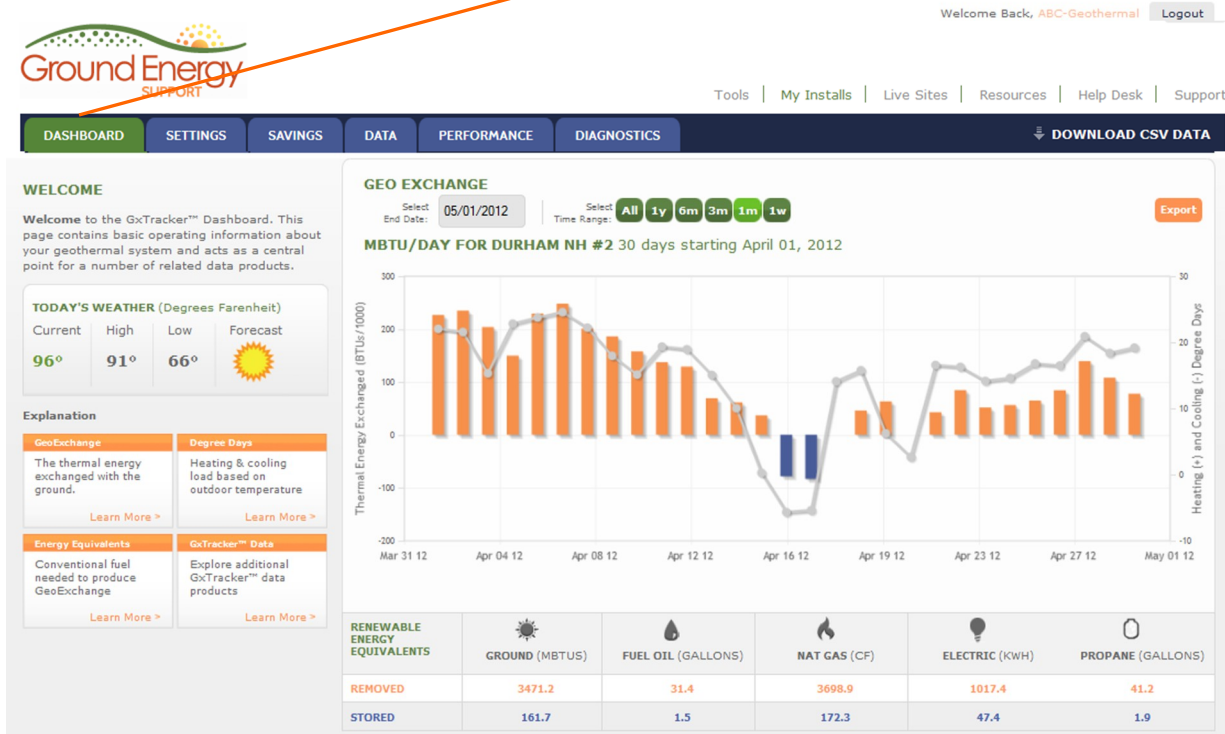 Welcome Back, ABC-Geothermal Logout
Ground Energy
SUPPORT
Tools | My Installs | Live Sites | Resources | Help Desk | Support
DASHBOARD SETTINGS SAVINGS DATA PERFORMANCE DIAGNOSTICS DOWNLOAD CSV DATA
WELCOME
Welcome to the GxTracker™ Dashboard. This
page contains basic operating information about
your geothermal system and acts as a central
point for a number of related data products.
TODAY'S WEATHER (Degrees Farenheit)
Current High Low Forecast
96° 91° 66°
Explanation
GeoExchange
The thermal energy
exchanged with the
ground.
Learn More >
Degree Days
Heating & cooling
load based on
outdoor temperature
Learn More >
Energy Equivalents
Conventional fuel
needed to produce
GeoExchange
Learn More >
GxTracker™ Data
Explore additional
GxTracker™ data
products
Learn More >
GEO EXCHANGE
Select
End Date:
05/01/2012
Select
Time Range:
All 1y 6m 3m 1m 1w
Export
MBTU/DAY FOR DURHAM NH #2 30 days starting April 01, 2012
Thermal Energy Exchanged (BTUs/1000)
300
200
100
0
-100
-200
30
20
10
0
-10
Heating (+) and Cooling (-) Degree Days
Mar 31 12 Apr 04 12 Apr 08 12 Apr 12 12 Apr 16 12 Apr 19 12 Apr 23 12 Apr 27 12 May 01 12
RENEWABLE
ENERGY
EQUIVALENTS
GROUND (MBTUS) FUEL OIL (GALLONS) NAT GAS (CF) ELECTRIC (KWH) PROPANE (GALLONS)
REMOVED 3471.2 31.4 3698.9 1017.4 41.2
STORED 161.7 1.5 172.3 47.4 1.9